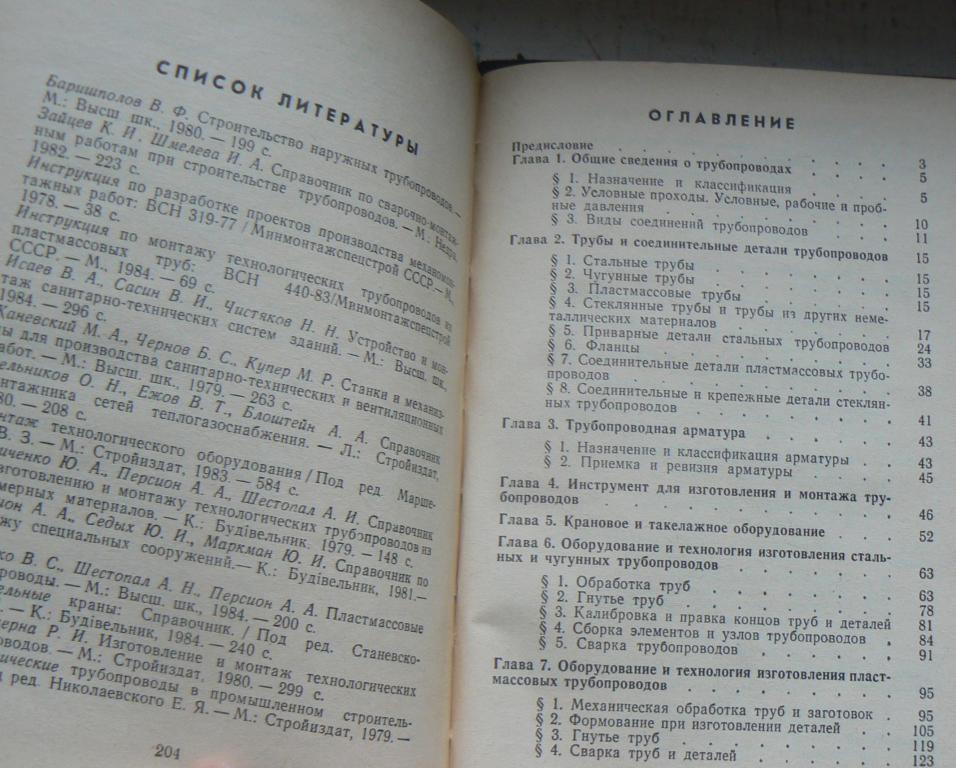 СПИСОК ЛИТЕРАТУРЫ
Баришполов В. Ф. Строительство наружных трубопроводов.—
М.: Высш. шк., 1980.— 199 с.
Зайцев К. И., Шмелева И. А. Справочник по сварочно-монтаж-
ным работам при строительстве трубопроводов.— М.: Недра,
1982.— 223 с.
Инструкция по разработке проектов производства механомон-
тажных работ: ВСН 319-77 / Минмонтажспецстрой СССР.— М.,
1978.— 38 с.
Инструкция по монтажу технологических трубопроводов из
пластмассовых труб: ВСН 440-83/Минмонтажспецстрой
СССР.— М., 1984.— 69 с.
Исаев В. А., Сасин В. И., Чистяков Н. Н. Устройство и мон-
таж санитарно-технических систем зданий.— М.: Высш. шк.,
1984.— 296 с.
Каневский М. А., Чернов Б. С., Купер М. Р. Станки и механиз-
мы для производства санитарно-технических и вентиляционных
работ.— М.: Высш. шк., 1979.— 263 с.
ельников О. Н., Ежов В. Т., Блоштейн А. А. Справочник
онтажника сетей теплогазоснабжения.— Л.: Стройиздат,
80.— 208 с.
нтаж технологического оборудования / Под ред. Марше-
В. З.— М.: Стройиздат, 1983.— 584 с.
иченко Ю. А., Персион А. А., Шестопал А. И. Справочник
зготовлению и монтажу технологических трубопроводов из
мерных материалов.— К.: Будівельник, 1979.— 148 с.
ион А. А., Седых Ю. И., Маркман Ю. И. Справочник по
жу специальных сооружений.— К.: Будівельник, 1981.—
ко В. С., Шестопал А. Н., Персион А. А. Пластмассовые
проводы.— М.: Высш. шк., 1984.— 200 с.
ельные краны: Справочник. / Под ред. Станевско-
.— К.: Будівельник, 1984.— 240 с.
верна Р. И. Изготовление и монтаж технологических
оводов.— М.: Стройиздат, 1980.— 299 с.
ические трубопроводы в промышленном строитель-
д ред. Николаевского Е. Я.— М.: Стройиздат, 1979.—
204
ОГЛАВЛЕНИЕ
Предисловие . . . . . . . . . 3
Глава 1. Общие сведения о трубопроводах . . . . 5
§ 1. Назначение и классификация . . . . 5
§ 2. Условные проходы. Условные, рабочие и проб-
ные давления . . . . . . . 10
§ 3. Виды соединений трубопроводов . . . . 11
Глава 2. Трубы и соединительные детали трубопроводов 15
§ 1. Стальные трубы . . . . . . 15
§ 2. Чугунные трубы . . . . . . 15
§ 3. Пластмассовые трубы . . . . . 15
§ 4. Стеклянные трубы и трубы из других неме-
таллических материалов . . . . . 17
§ 5. Приварные детали стальных трубопроводов 24
§ 6. Фланцы . . . . . . . 33
§ 7. Соединительные детали пластмассовых трубо-
проводов . . . . . . . 38
§ 8. Соединительные и крепежные детали стеклян-
ных трубопроводов . . . . . . 41
Глава 3. Трубопроводная арматура . . . . . 43
§ 1. Назначение и классификация арматуры . . 43
§ 2. Приемка и ревизия арматуры . . . . 45
Глава 4. Инструмент для изготовления и монтажа тру-
бопроводов . . . . . . . . 46
Глава 5. Крановое и такелажное оборудование . . . 52
Глава 6. Оборудование и технология изготовления сталь-
ных и чугунных трубопроводов . . . . . 63
§ 1. Обработка труб . . . . . . 63
§ 2. Гнутье труб . . . . . . 78
§ 3. Калибровка и правка концов труб и деталей 81
§ 4. Сборка элементов и узлов трубопроводов . . 84
§ 5. Сварка трубопроводов . . . . . 91
Глава 7. Оборудование и технология изготовления пласт-
массовых трубопроводов . . . . . . 95
§ 1. Механическая обработка труб и заготовок . 95
§ 2. Формование при изготовлении деталей . . 105
§ 3. Гнутье труб . . . . . . 119
§ 4. Сварка труб и деталей . . . . . 123